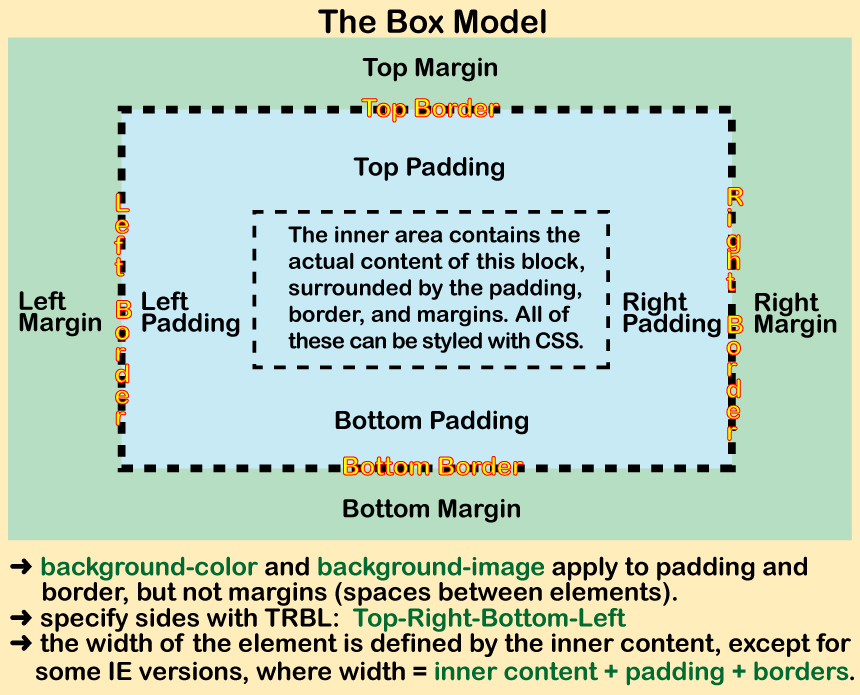 The Box Model
Top Margin
Top Border
Top Padding
Left Border
Right Border
The inner area contains the
actual content of this block,
surrounded by the padding,
border, and margins. All of
these can be styled with CSS.
Left
Margin
Left
Padding
Right
Padding
Right
Margin
Bottom Padding
Bottom Border
Bottom Margin
➜ background-color and background-image apply to padding and
border, but not margins (spaces between elements).
➜ specify sides with TRBL: Top-Right-Bottom-Left
➜ the width of the element is defined by the inner content, except for
some IE versions, where width = inner content + padding + borders.